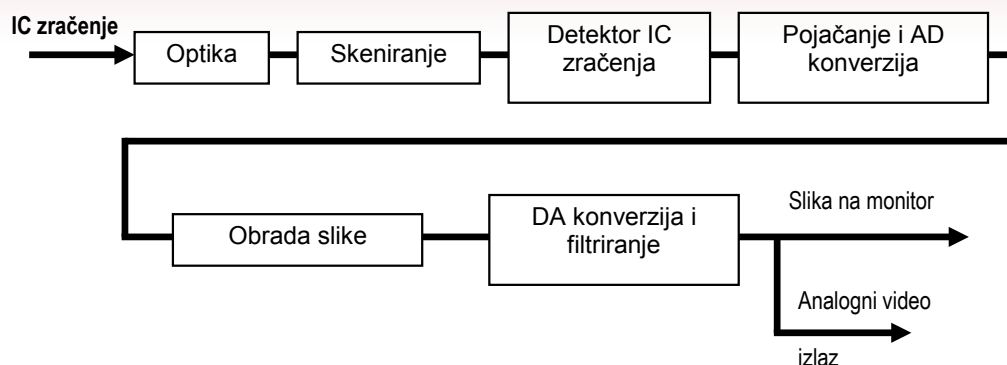 IC zračenje
Optika
Skeniranje
Detektor IC
zračenja
Pojačanje i AD
konverzija
Obrada slike
DA konverzija i
filtriranje
Slika na monitor
Analogni video
izlaz